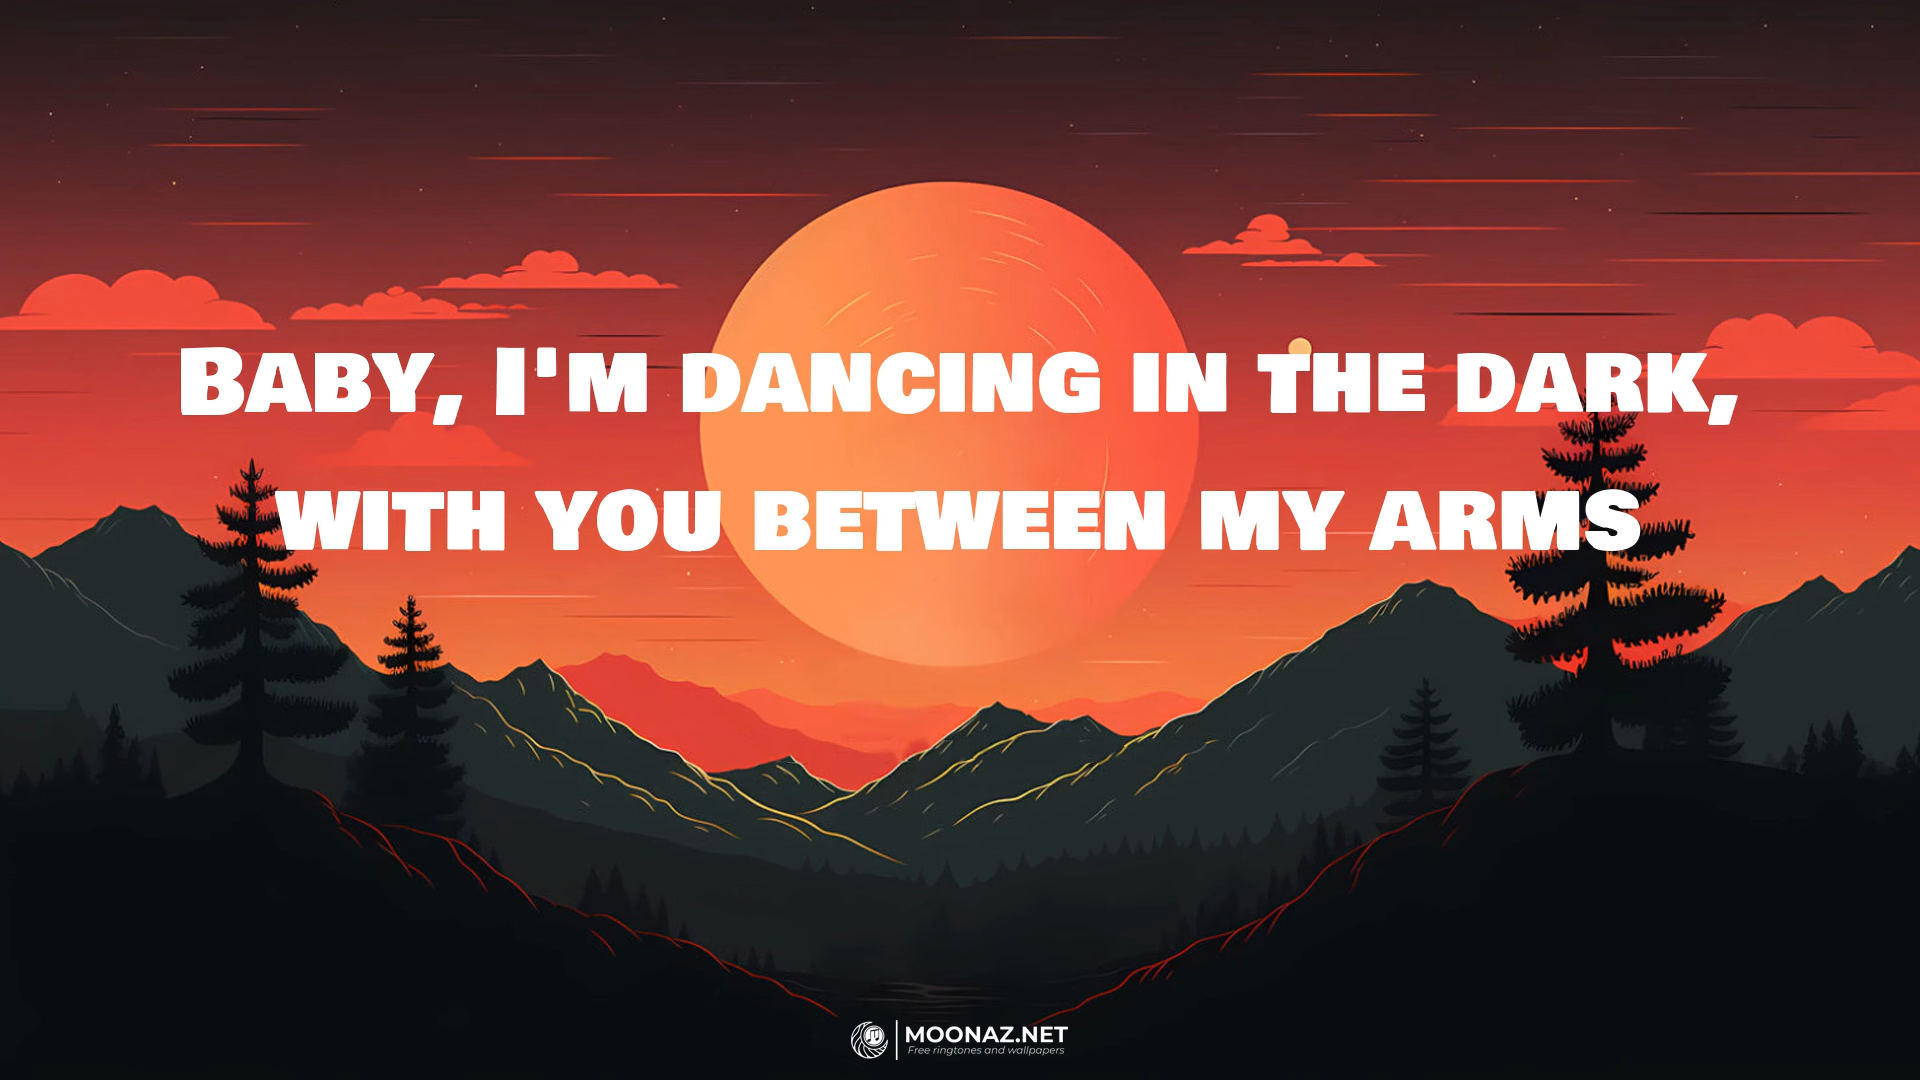 Baby, I'm dancing in the dark,
with you between my arms
MOONAZ.NET
Free ringtones and wallpapers